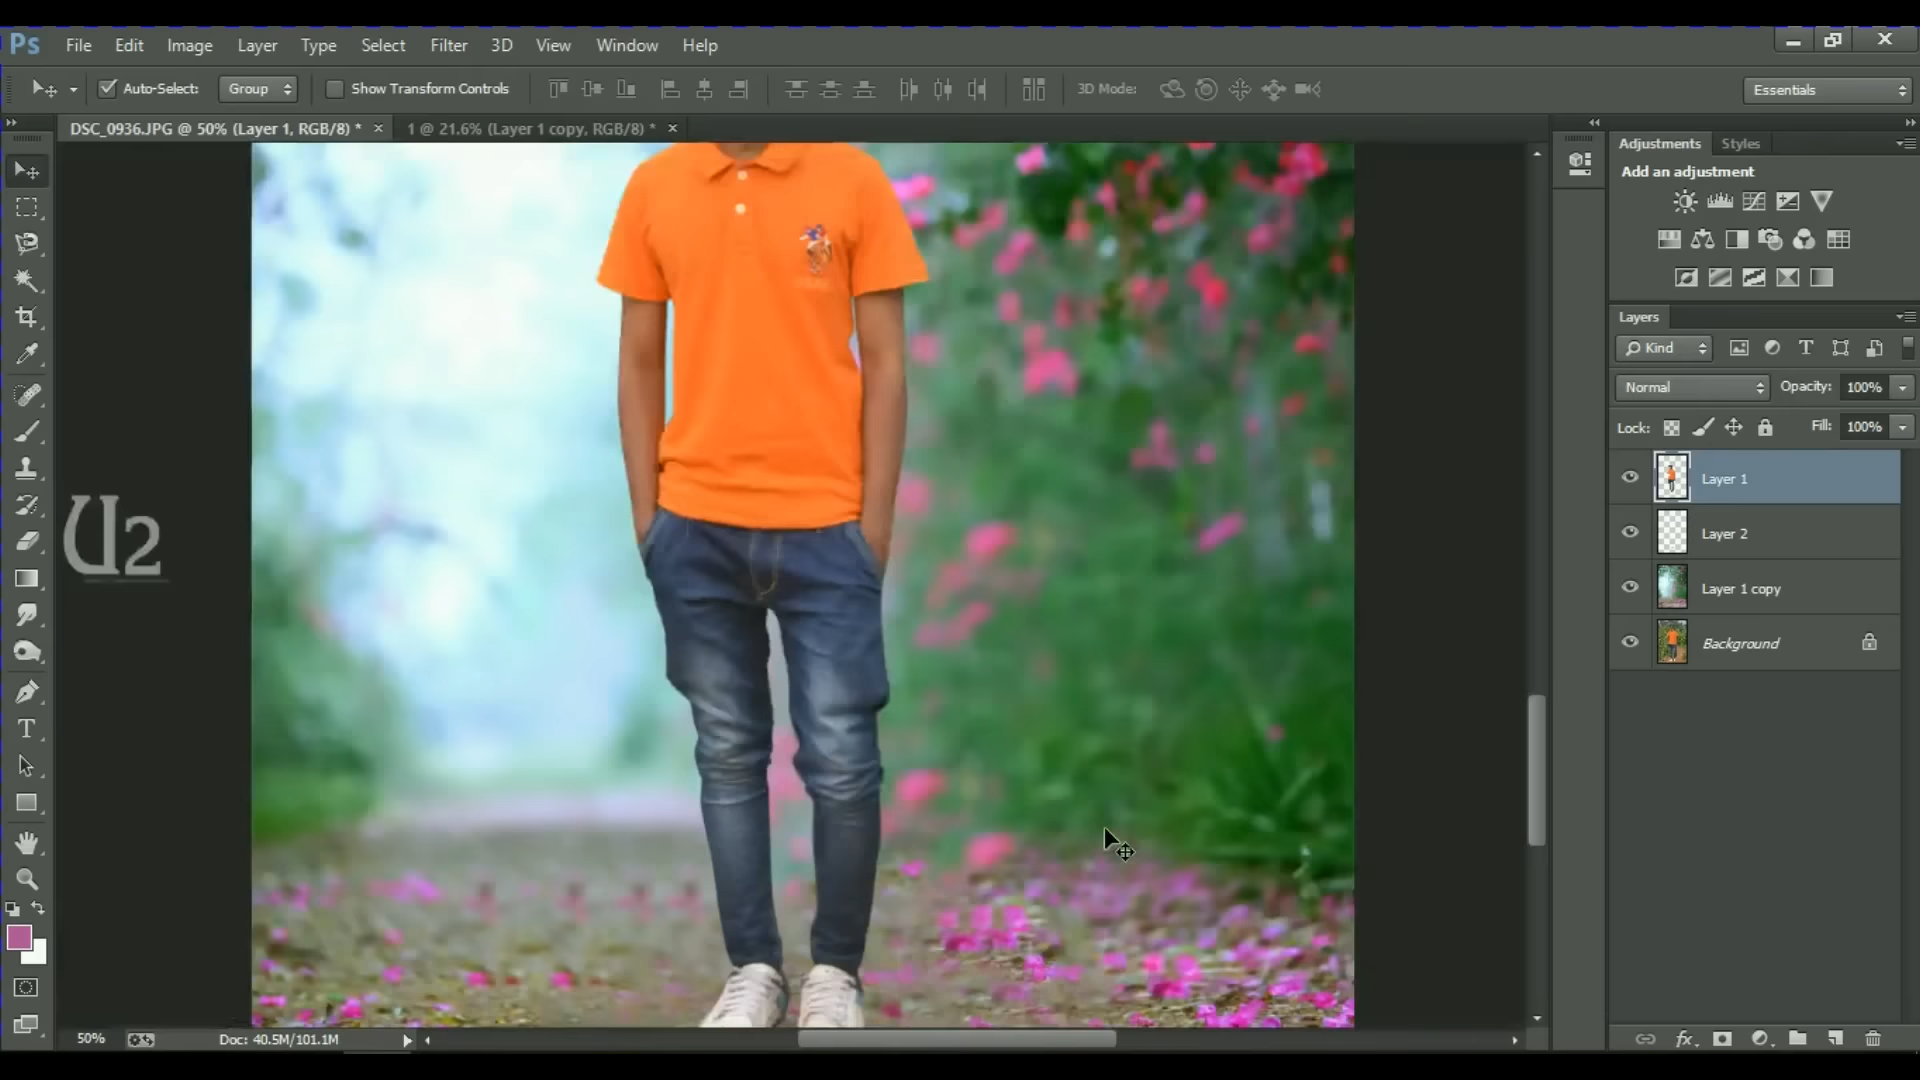 Ps File Edit Image Layer Type Select Filter 3D View Window Help
Auto-Select: Group Show Transform Controls 3D Mode: Essentials
DSC_0936.JPG @ 50% (Layer 1, RGB/8) * × 1 @ 21.6% (Layer 1 copy, RGB/8) * ×
Adjustments Styles
Add an adjustment
Layers
Kind
Normal Opacity: 100%
Lock: Fill: 100%
Layer 1
Layer 2
Layer 1 copy
Background
U2
50% Doc: 40.5M/101.1M